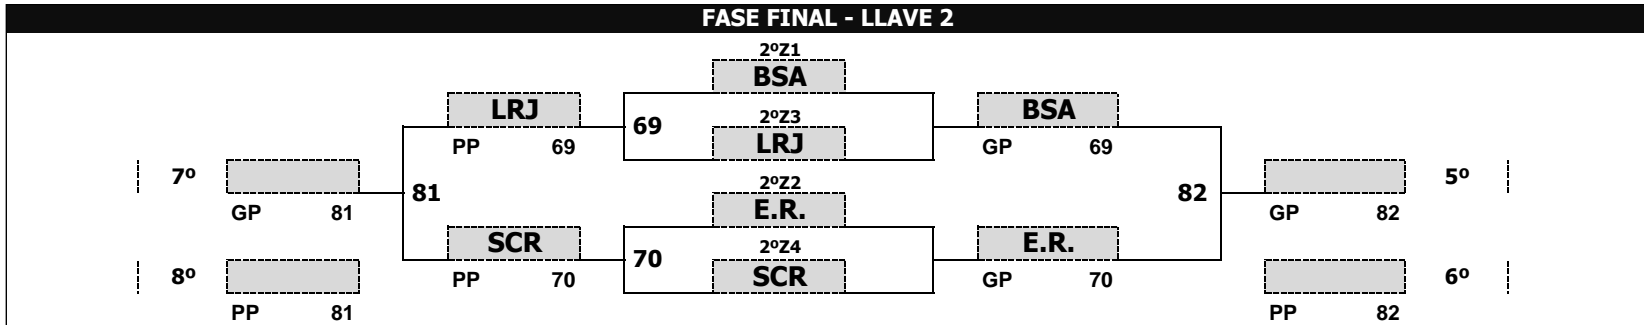 FASE FINAL - LLAVE 2
2ºZ1
BSA
LRJ
69
2ºZ3
BSA
PP 69
LRJ
GP 69
7º
81
2ºZ2
82
5º
GP 81
E.R.
GP 82
SCR
70
2ºZ4
E.R.
8º
PP 70
SCR
GP 70
6º
PP 81
PP 82